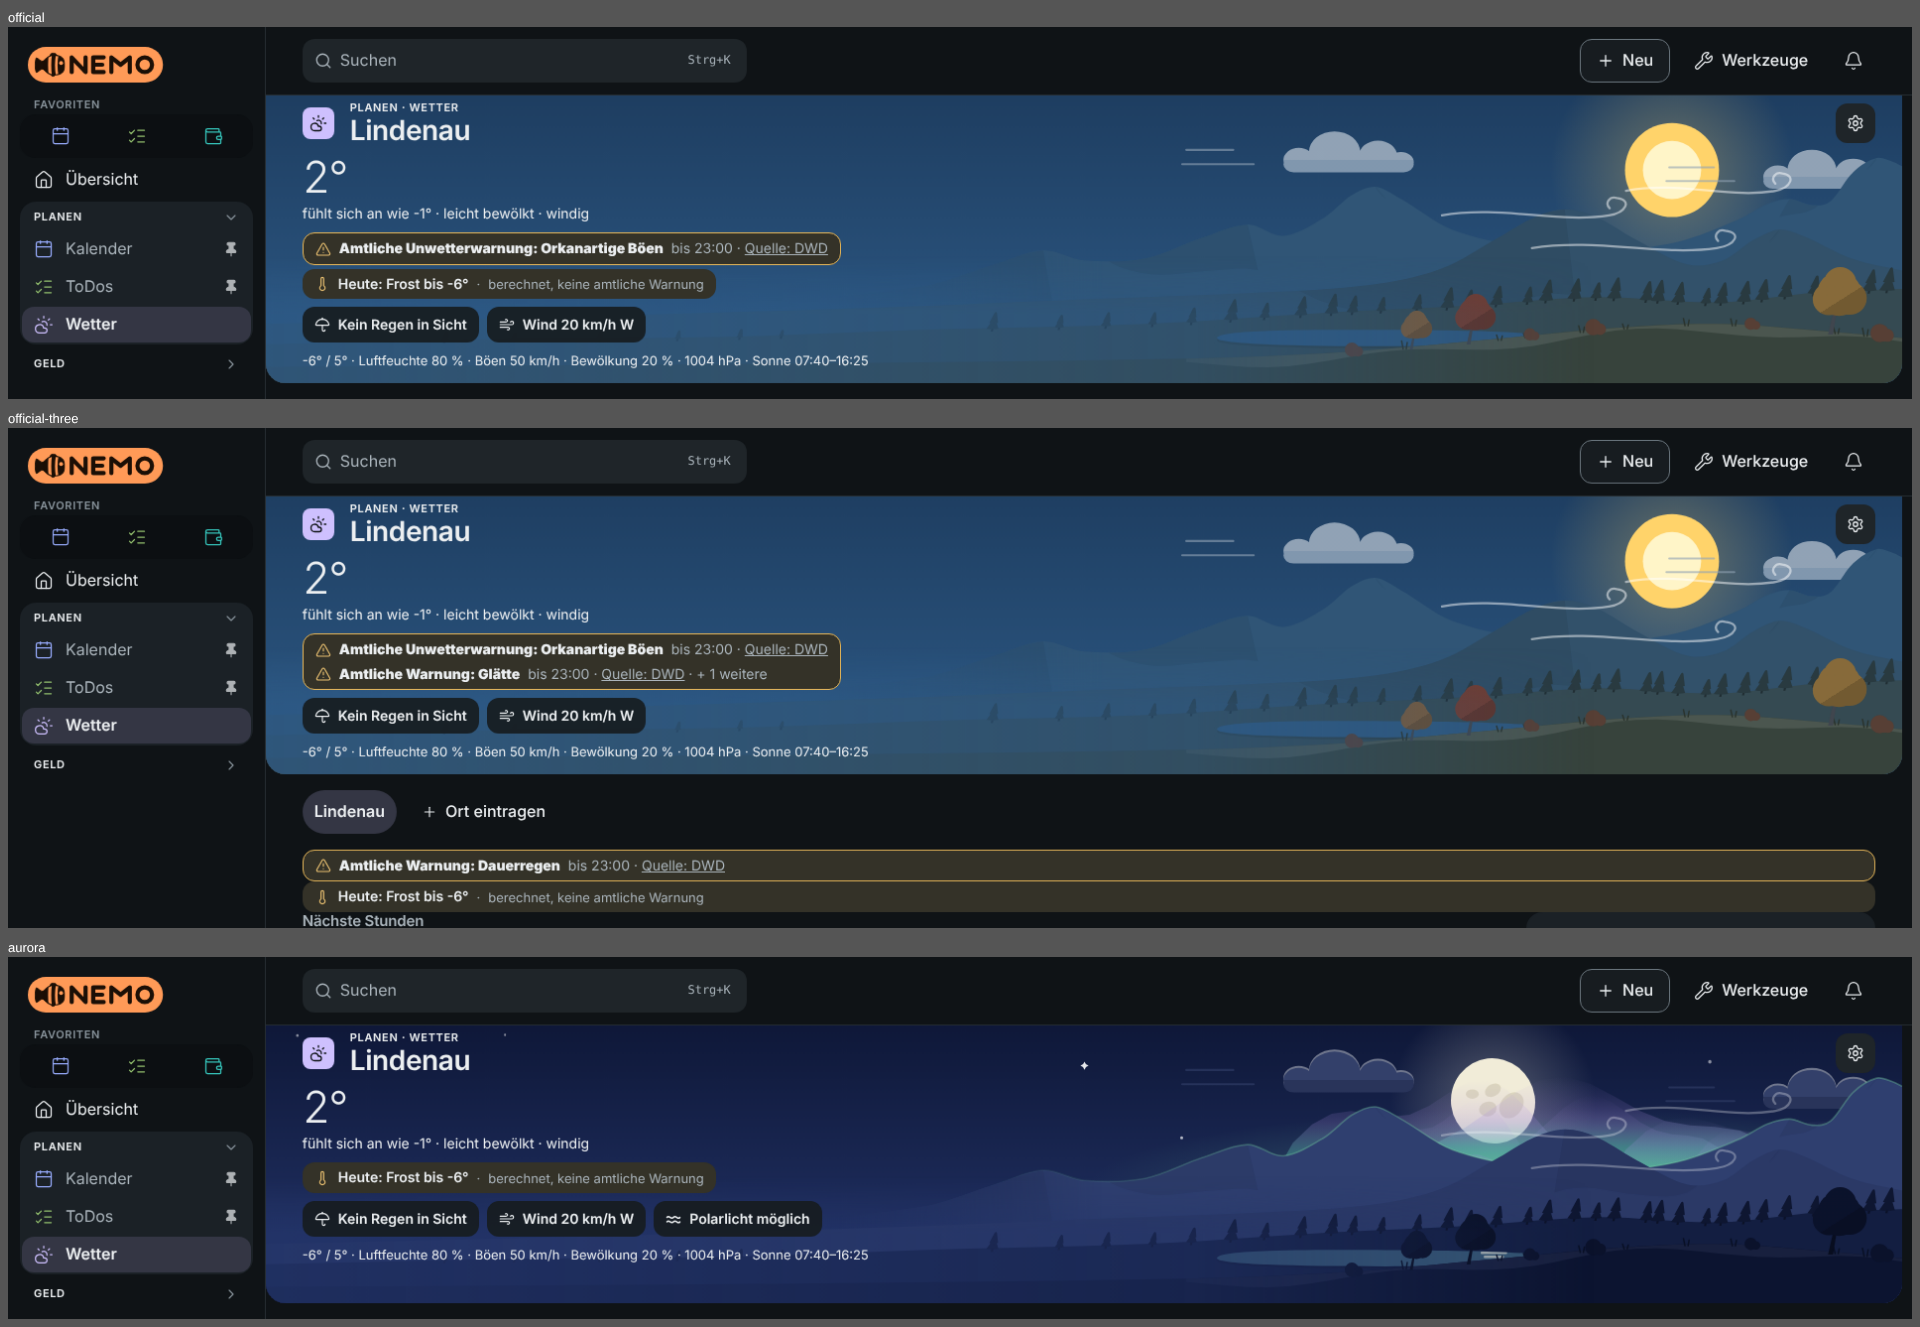 official
NEMO
Suchen
Strg+K
Neu
Werkzeuge
FAVORITEN
Übersicht
PLANEN
Kalender
ToDos
Wetter
GELD
PLANEN · WETTER
Lindenau
2°
fühlt sich an wie -1° · leicht bewölkt · windig
Amtliche Unwetterwarnung: Orkanartige Böen bis 23:00 · Quelle: DWD
Heute: Frost bis -6° · berechnet, keine amtliche Warnung
Kein Regen in Sicht
Wind 20 km/h W
-6° / 5° · Luftfeuchte 80 % · Böen 50 km/h · Bewölkung 20 % · 1004 hPa · Sonne 07:40–16:25
official-three
NEMO
Suchen
Strg+K
Neu
Werkzeuge
FAVORITEN
Übersicht
PLANEN
Kalender
ToDos
Wetter
GELD
PLANEN · WETTER
Lindenau
2°
fühlt sich an wie -1° · leicht bewölkt · windig
Amtliche Unwetterwarnung: Orkanartige Böen bis 23:00 · Quelle: DWD
Amtliche Warnung: Glätte bis 23:00 · Quelle: DWD · + 1 weitere
Kein Regen in Sicht
Wind 20 km/h W
-6° / 5° · Luftfeuchte 80 % · Böen 50 km/h · Bewölkung 20 % · 1004 hPa · Sonne 07:40–16:25
Lindenau
+ Ort eintragen
Amtliche Warnung: Dauerregen bis 23:00 · Quelle: DWD
Heute: Frost bis -6° · berechnet, keine amtliche Warnung
Nächste Stunden
aurora
NEMO
Suchen
Strg+K
Neu
Werkzeuge
FAVORITEN
Übersicht
PLANEN
Kalender
ToDos
Wetter
GELD
PLANEN · WETTER
Lindenau
2°
fühlt sich an wie -1° · leicht bewölkt · windig
Heute: Frost bis -6° · berechnet, keine amtliche Warnung
Kein Regen in Sicht
Wind 20 km/h W
Polarlicht möglich
-6° / 5° · Luftfeuchte 80 % · Böen 50 km/h · Bewölkung 20 % · 1004 hPa · Sonne 07:40–16:25